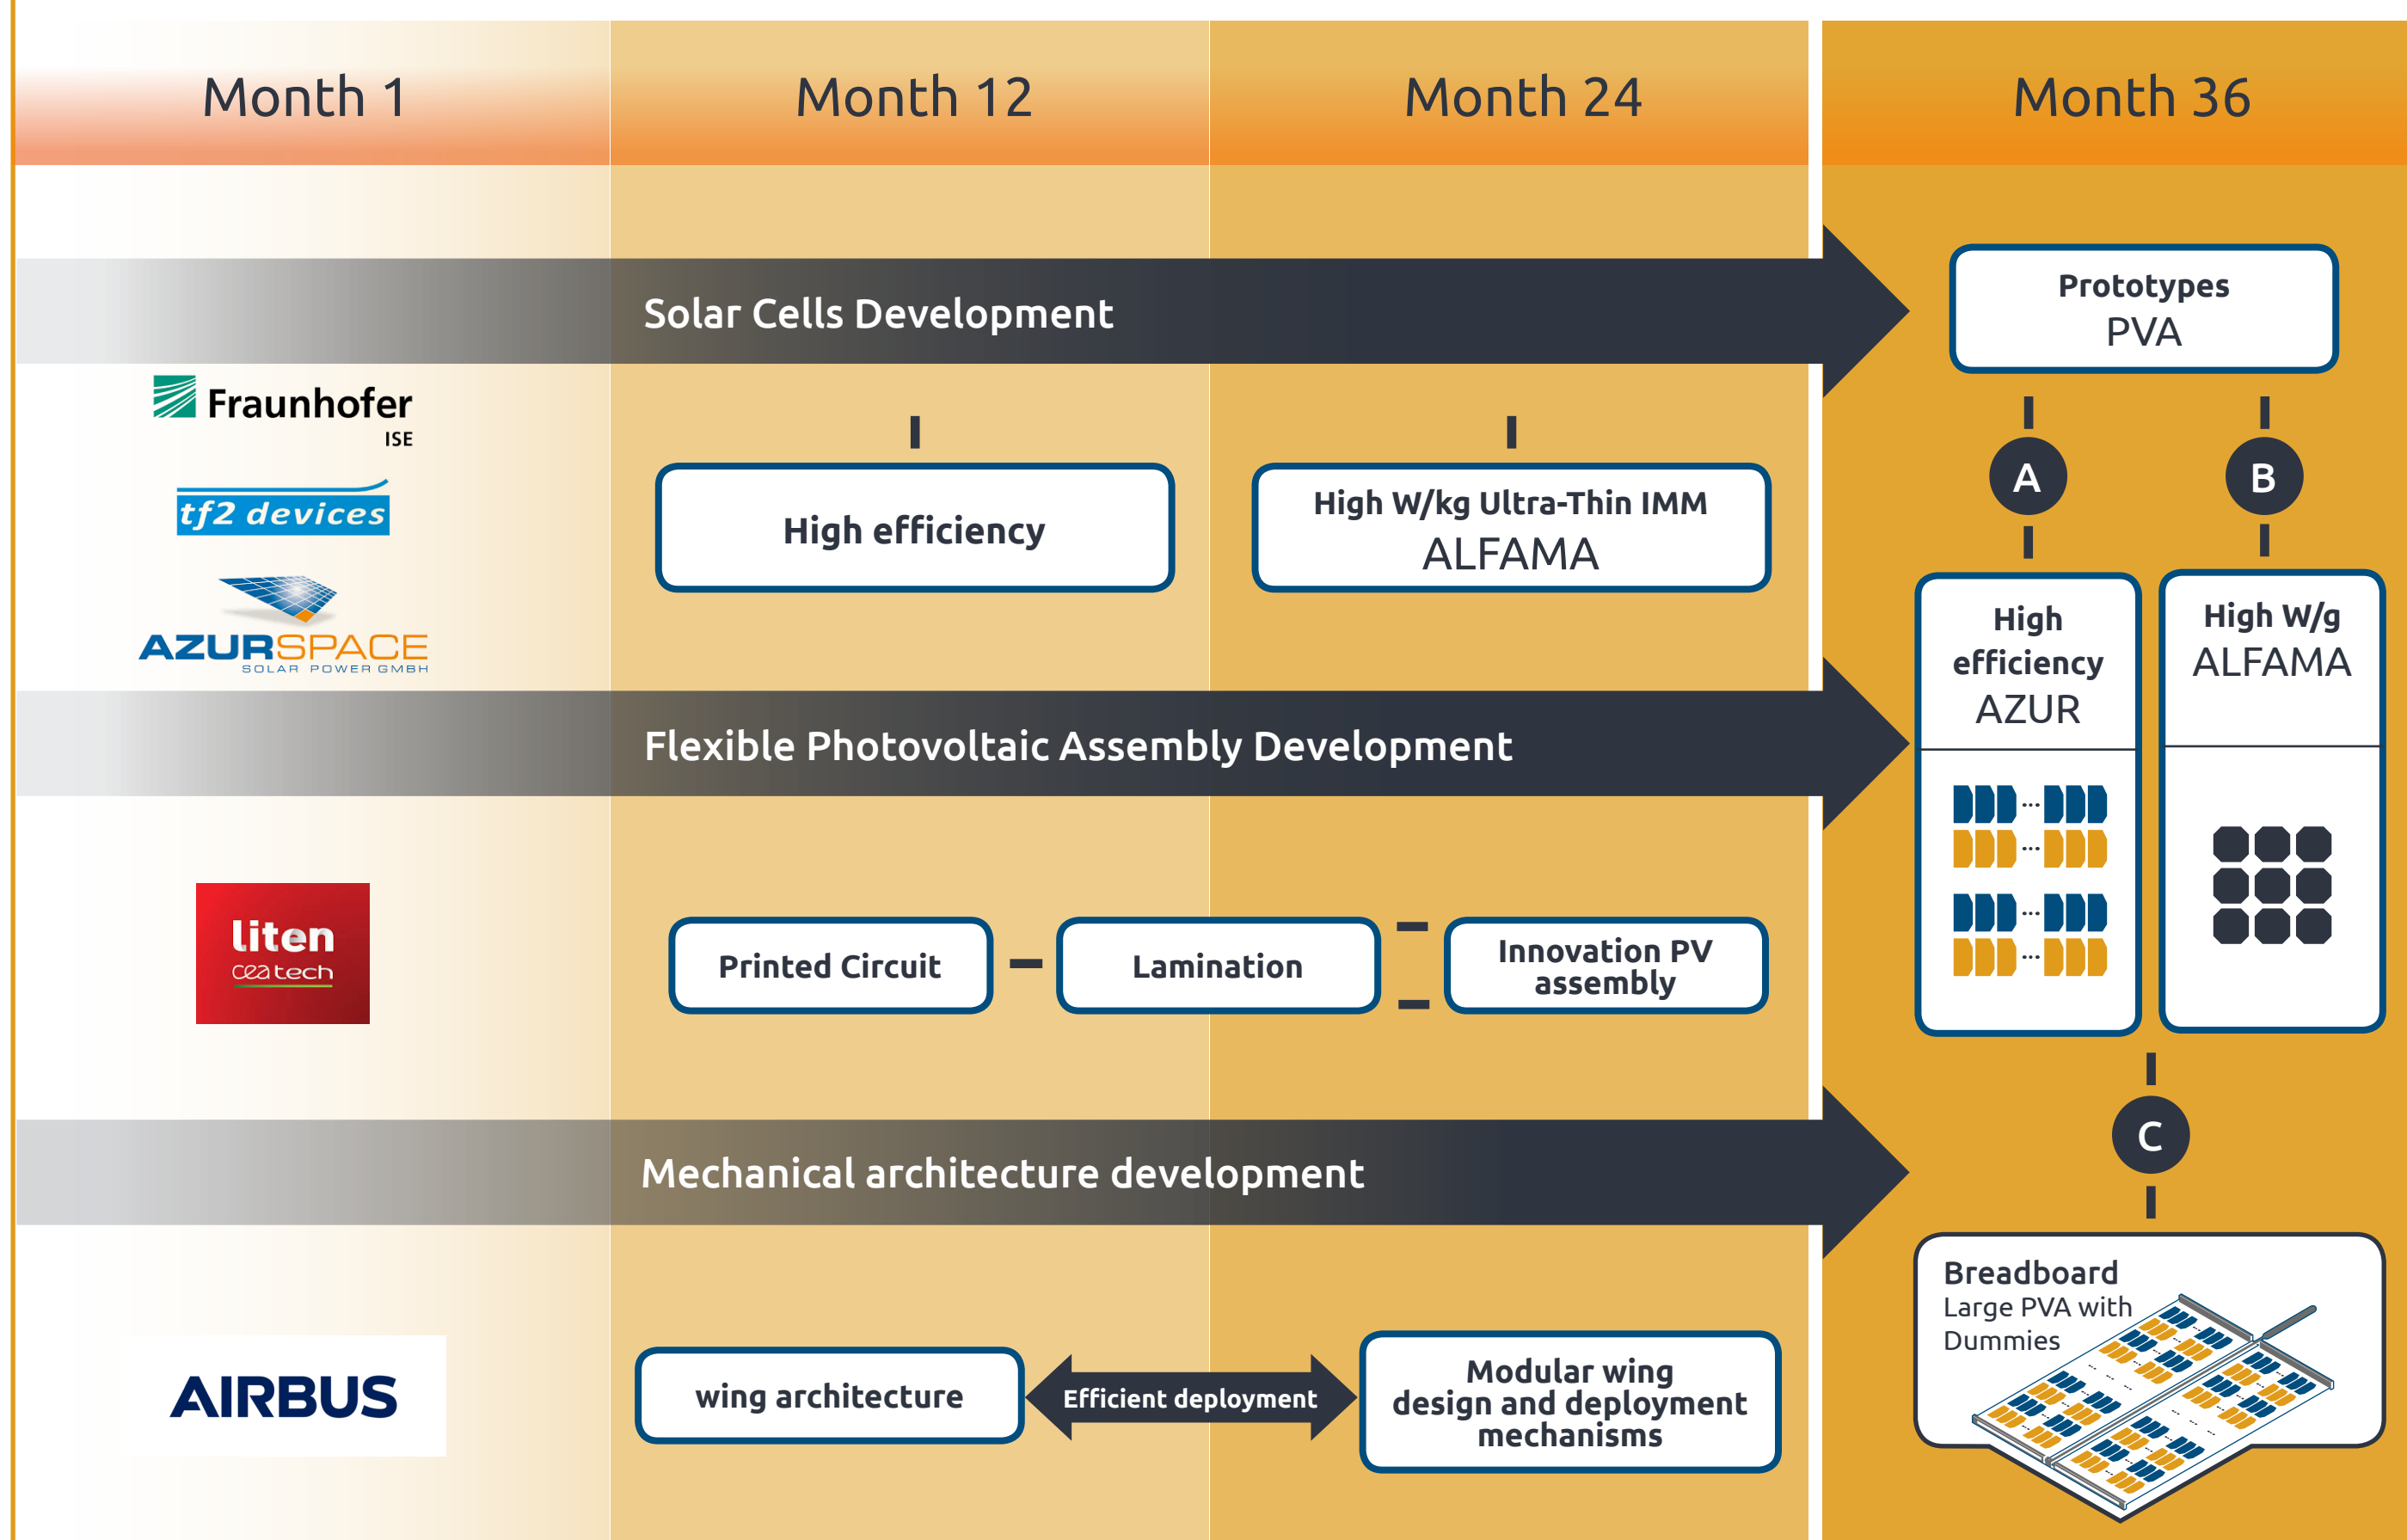 Month 1
Month 12
Month 24
Month 36
Solar Cells Development
Prototypes
PVA
Fraunhofer
ISE
tf2 devices
AZURSPACE
SOLAR POWER GMBH
High efficiency
High W/kg Ultra-Thin IMM
ALFAMA
A
B
High
efficiency
AZUR
High W/g
ALFAMA
Flexible Photovoltaic Assembly Development
liten
ceatech
Printed Circuit
Lamination
Innovation PV
assembly
Mechanical architecture development
C
AIRBUS
wing architecture
Efficient deployment
Modular wing
design and deployment
mechanisms
Breadboard
Large PVA with
Dummies